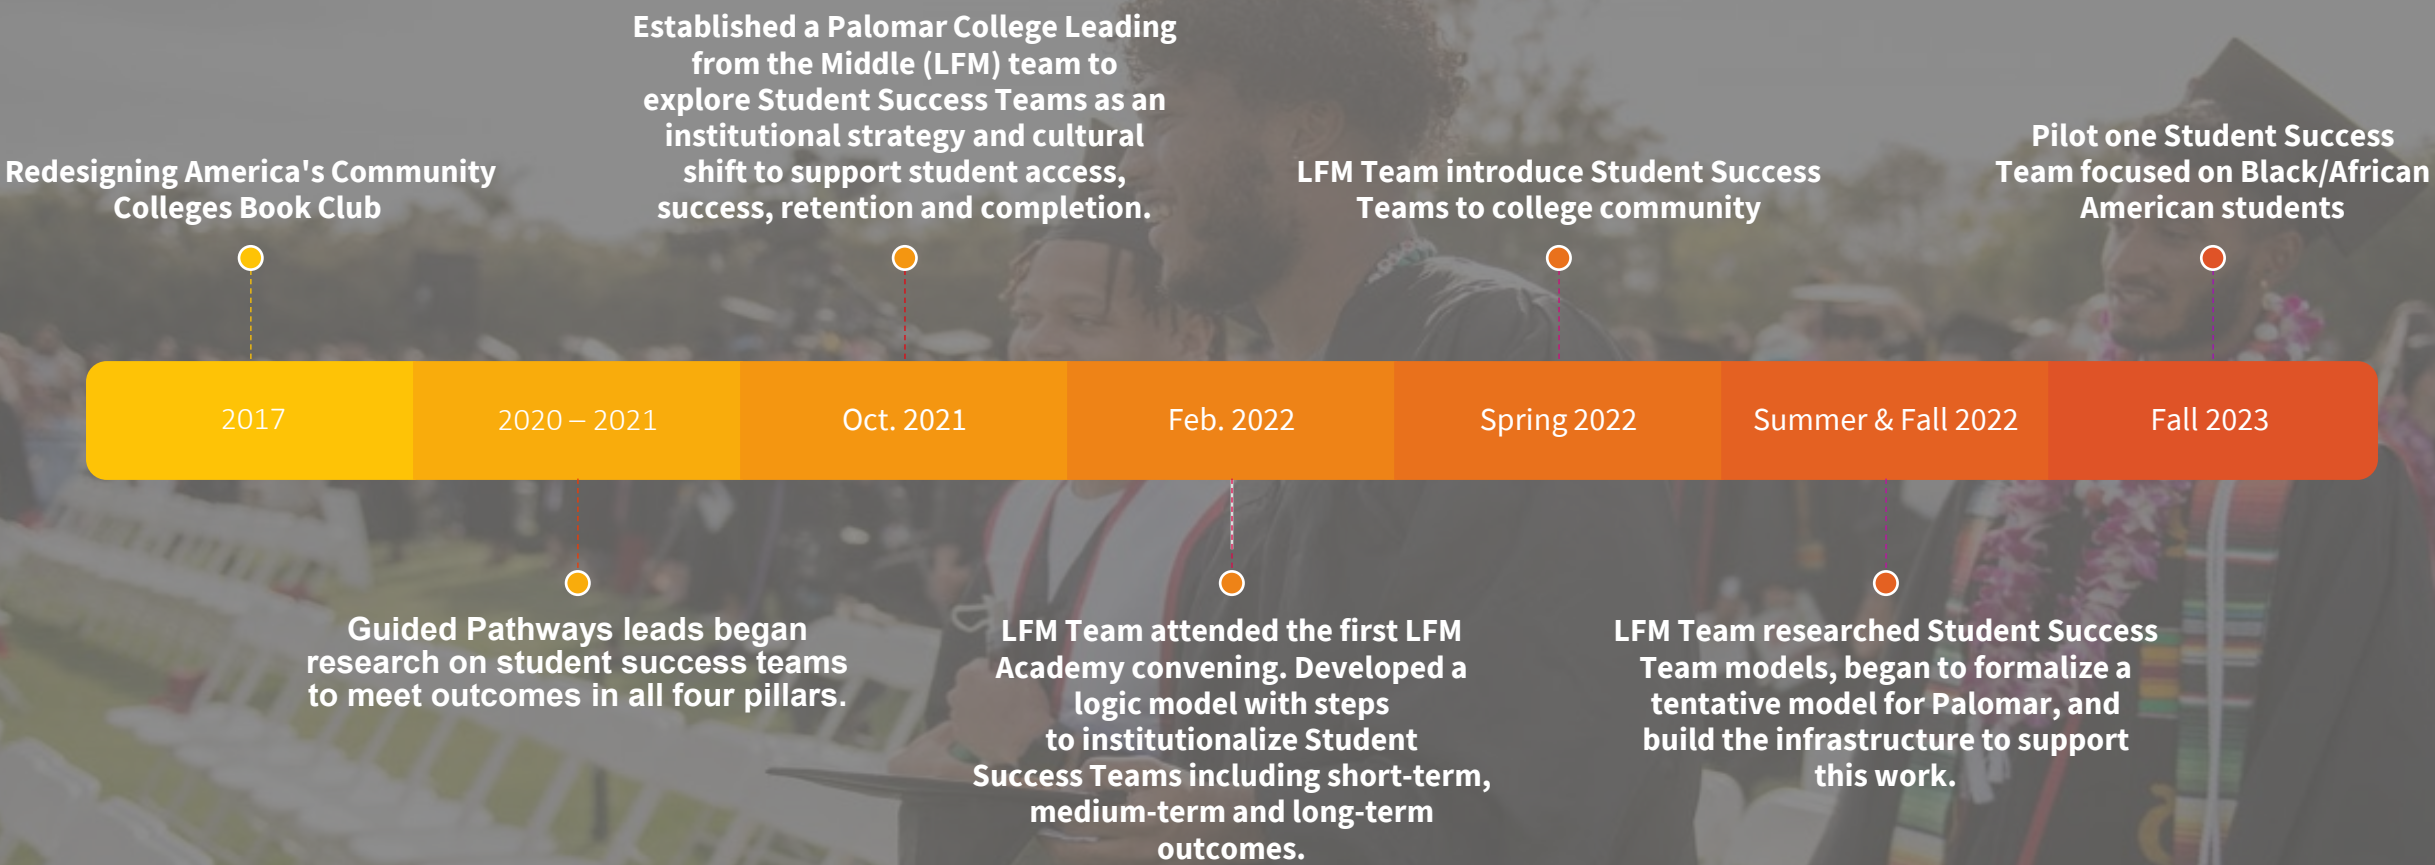 Redesigning America's Community
Colleges Book Club
Established a Palomar College Leading
from the Middle (LFM) team to
explore Student Success Teams as an
institutional strategy and cultural
shift to support student access,
success, retention and completion.
LFM Team introduce Student Success
Teams to college community
Pilot one Student Success
Team focused on Black/African
American students
2017
2020 – 2021
Oct. 2021
Feb. 2022
Spring 2022
Summer & Fall 2022
Fall 2023
Guided Pathways leads began
research on student success teams
to meet outcomes in all four pillars.
LFM Team attended the first LFM
Academy convening. Developed a
logic model with steps
to institutionalize Student
Success Teams including short-term,
medium-term and long-term
outcomes.
LFM Team researched Student Success
Team models, began to formalize a
tentative model for Palomar, and
build the infrastructure to support
this work.